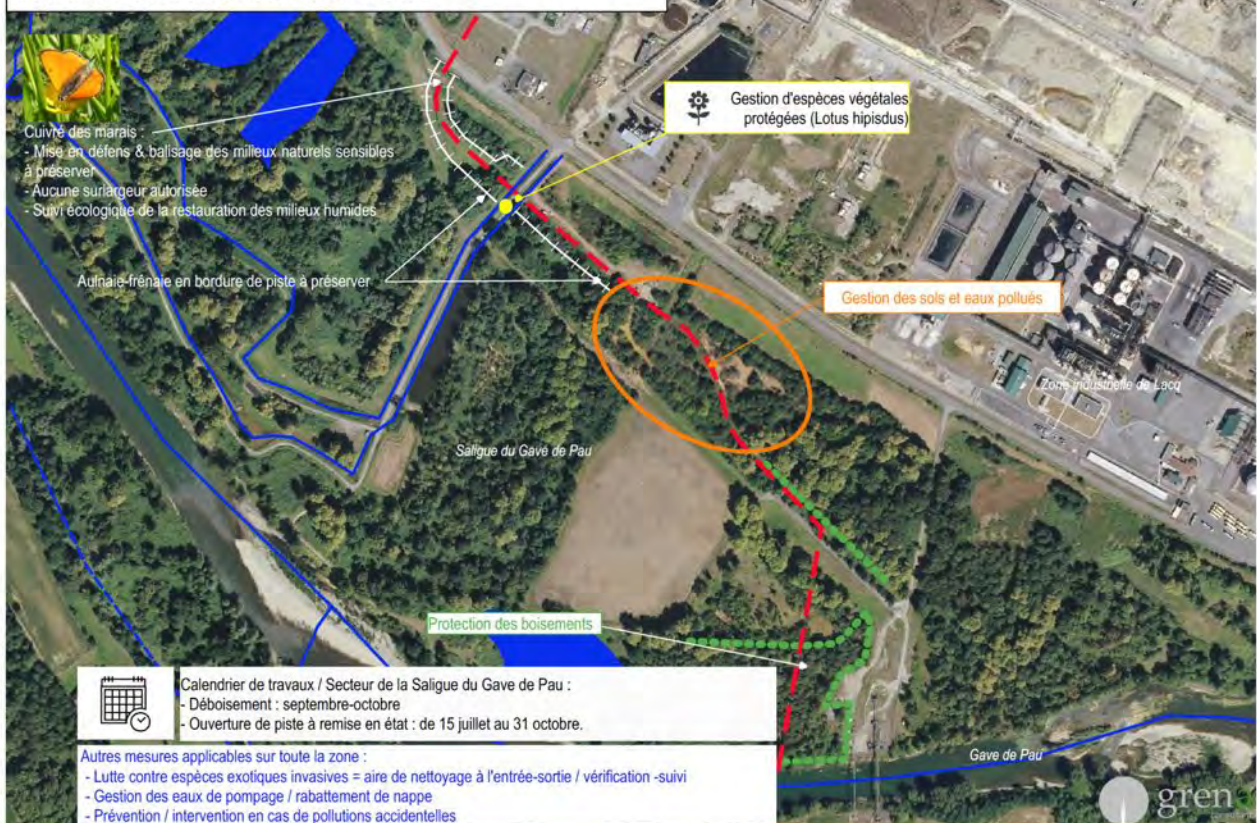 Cuivré des marais :
- Mise en défens & balisage des milieux naturels sensibles
à préserver
- Aucune surlargeur autorisée
- Suivi écologique de la restauration des milieux humides
Gestion d'espèces végétales
protégées (Lotus hipisdus)
Aulnaie-frênaie en bordure de piste à préserver
Gestion des sols et eaux pollués
Zone industrielle de Lacq
Saligue du Gave de Pau
Protection des boisements
Calendrier de travaux / Secteur de la Saligue du Gave de Pau :
- Déboisement : septembre-octobre
- Ouverture de piste à remise en état : de 15 juillet au 31 octobre.
Gave de Pau
Autres mesures applicables sur toute la zone :
- Lutte contre espèces exotiques invasives = aire de nettoyage à l'entrée-sortie / vérification -suivi
- Gestion des eaux de pompage / rabattement de nappe
- Prévention / intervention en cas de pollutions accidentelles
gren